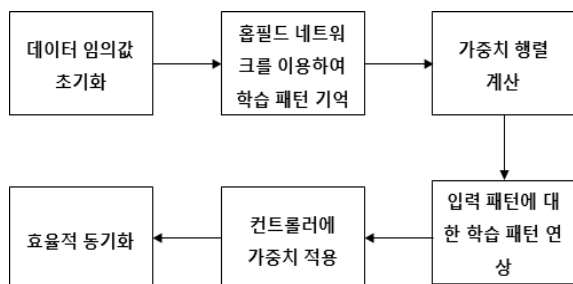 데이터 임의값
초기화
홉필드 네트워
크를 이용하여
학습 패턴 기억
가중치 행렬
계산
입력 패턴에 대
한 학습 패턴 연
상
컨트롤러에
가중치 적용
효율적 동기화